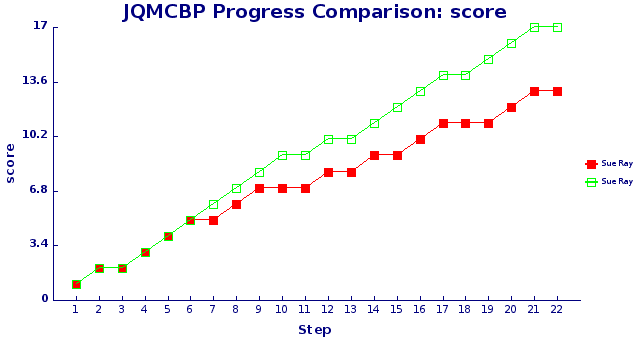 JQMCBP Progress Comparison: score
17
13.6
10.2
6.8
3.4
0
score
1 2 3 4 5 6 7 8 9 10 11 12 13 14 15 16 17 18 19 20 21 22
Step
Sue Ray
Sue Ray